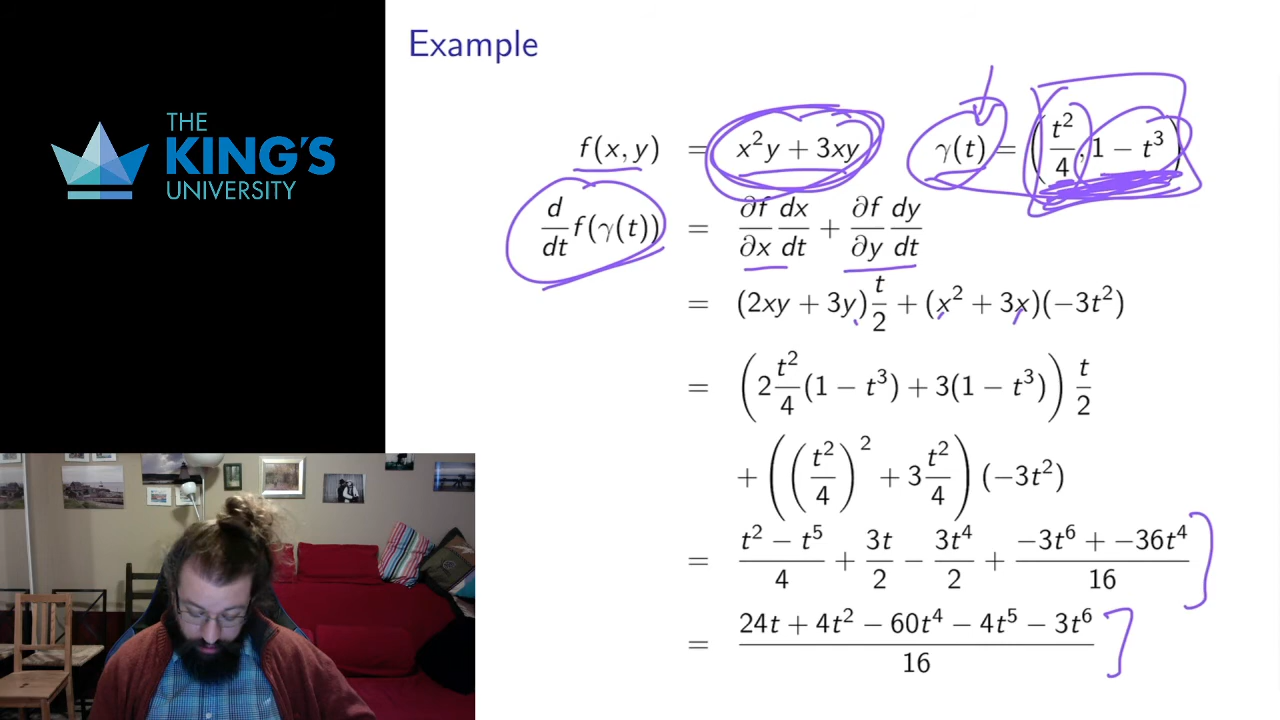 THE
KING'S
UNIVERSITY
Example
f(x, y) = x²y + 3xy γ(t) = (t²/4, 1 − t³)
d/dt f(γ(t)) = ∂f/∂x dx/dt + ∂f/∂y dy/dt
= (2xy + 3y) t/2 + (x² + 3x)(−3t²)
= (2 t²/4 (1 − t³) + 3(1 − t³)) t/2
+ ((t²/4)² + 3 t²/4) (−3t²)
= (t² − t⁵)/4 + 3t/2 − 3t⁴/2 + (−3t⁶ + −36t⁴)/16
= (24t + 4t² − 60t⁴ − 4t⁵ − 3t⁶)/16